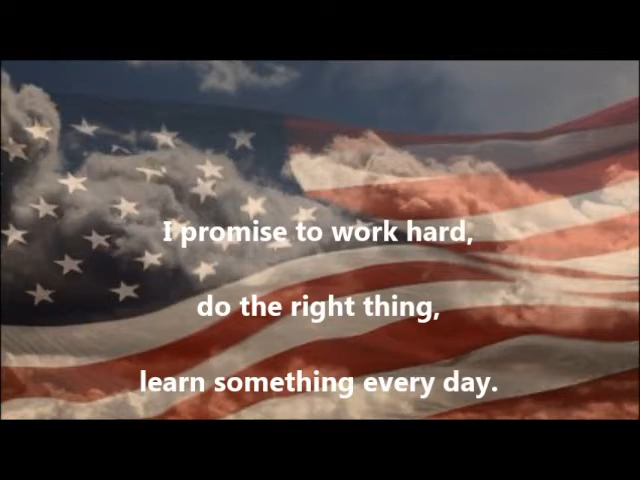 I promise to work hard,
do the right thing,
learn something every day.